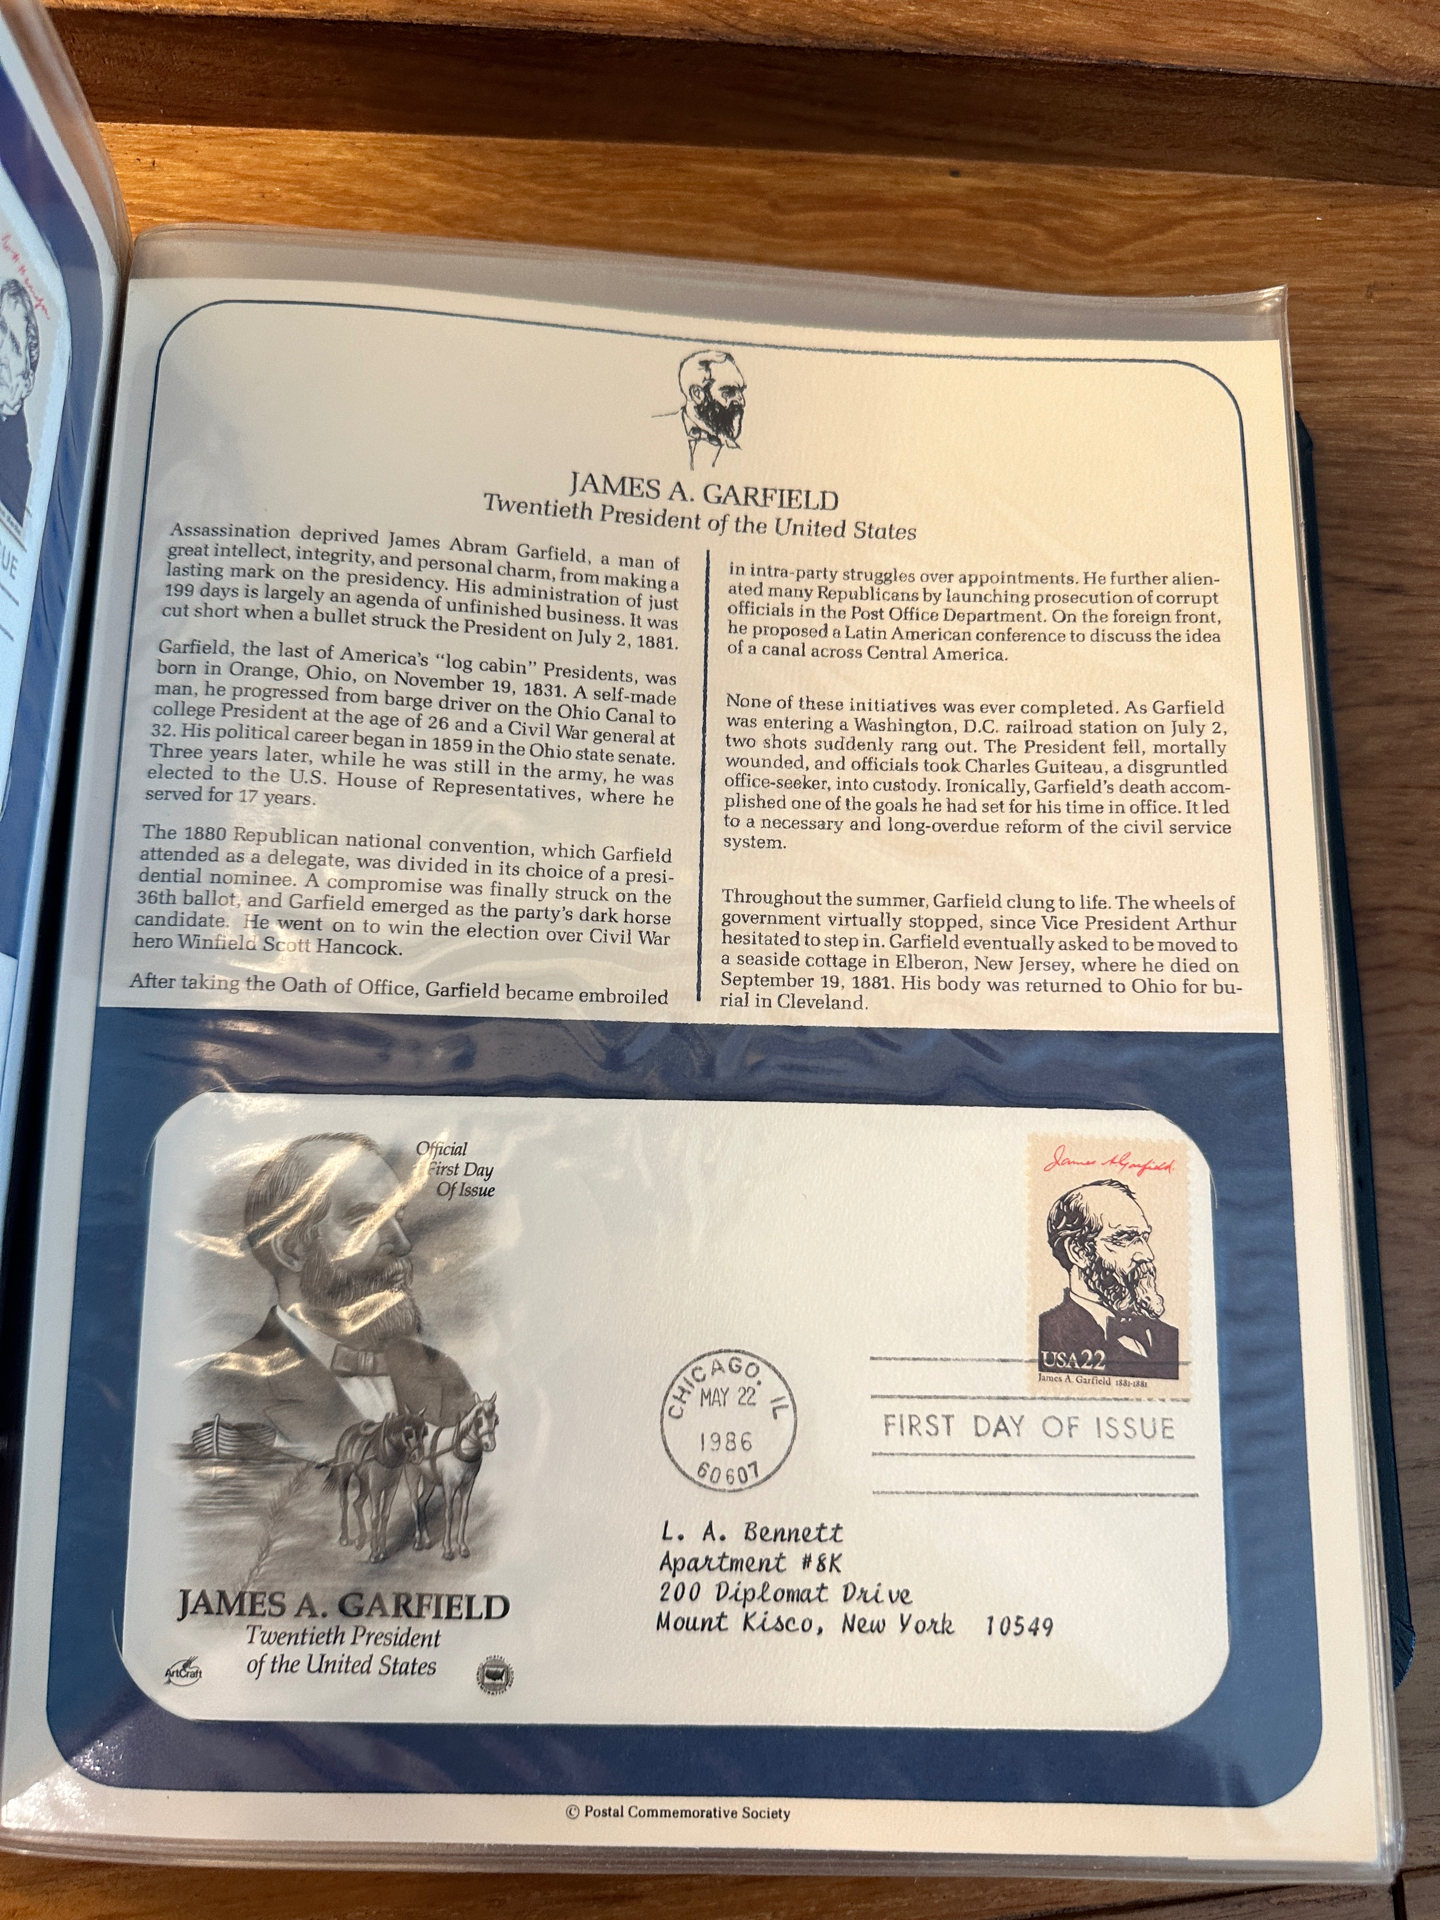 JAMES A. GARFIELD
Twentieth President of the United States
Assassination deprived James Abram Garfield, a man of
great intellect, integrity, and personal charm, from making a
lasting mark on the presidency. His administration of just
199 days is largely an agenda of unfinished business. It was
cut short when a bullet struck the President on July 2, 1881.
Garfield, the last of America's “log cabin” Presidents, was
born in Orange, Ohio, on November 19, 1831. A self-made
man, he progressed from barge driver on the Ohio Canal to
college President at the age of 26 and a Civil War general at
32. His political career began in 1859 in the Ohio state senate.
Three years later, while he was still in the army, he was
elected to the U.S. House of Representatives, where he
served for 17 years.
The 1880 Republican national convention, which Garfield
attended as a delegate, was divided in its choice of a presi-
dential nominee. A compromise was finally struck on the
36th ballot, and Garfield emerged as the party's dark horse
candidate. He went on to win the election over Civil War
hero Winfield Scott Hancock.
After taking the Oath of Office, Garfield became embroiled
in intra-party struggles over appointments. He further alien-
ated many Republicans by launching prosecution of corrupt
officials in the Post Office Department. On the foreign front,
he proposed a Latin American conference to discuss the idea
of a canal across Central America.
None of these initiatives was ever completed. As Garfield
was entering a Washington, D.C. railroad station on July 2,
two shots suddenly rang out. The President fell, mortally
wounded, and officials took Charles Guiteau, a disgruntled
office-seeker, into custody. Ironically, Garfield's death accom-
plished one of the goals he had set for his time in office. It led
to a necessary and long-overdue reform of the civil service
system.
Throughout the summer, Garfield clung to life. The wheels of
government virtually stopped, since Vice President Arthur
hesitated to step in. Garfield eventually asked to be moved to
a seaside cottage in Elberon, New Jersey, where he died on
September 19, 1881. His body was returned to Ohio for bu-
rial in Cleveland.
Official
First Day
Of Issue
James A Garfield
USA22
James A. Garfield 1881-1881
CHICAGO, IL
MAY 22
1986
60607
FIRST DAY OF ISSUE
L. A. Bennett
Apartment #8K
200 Diplomat Drive
Mount Kisco, New York 10549
JAMES A. GARFIELD
Twentieth President
of the United States
ArtCraft
© Postal Commemorative Society